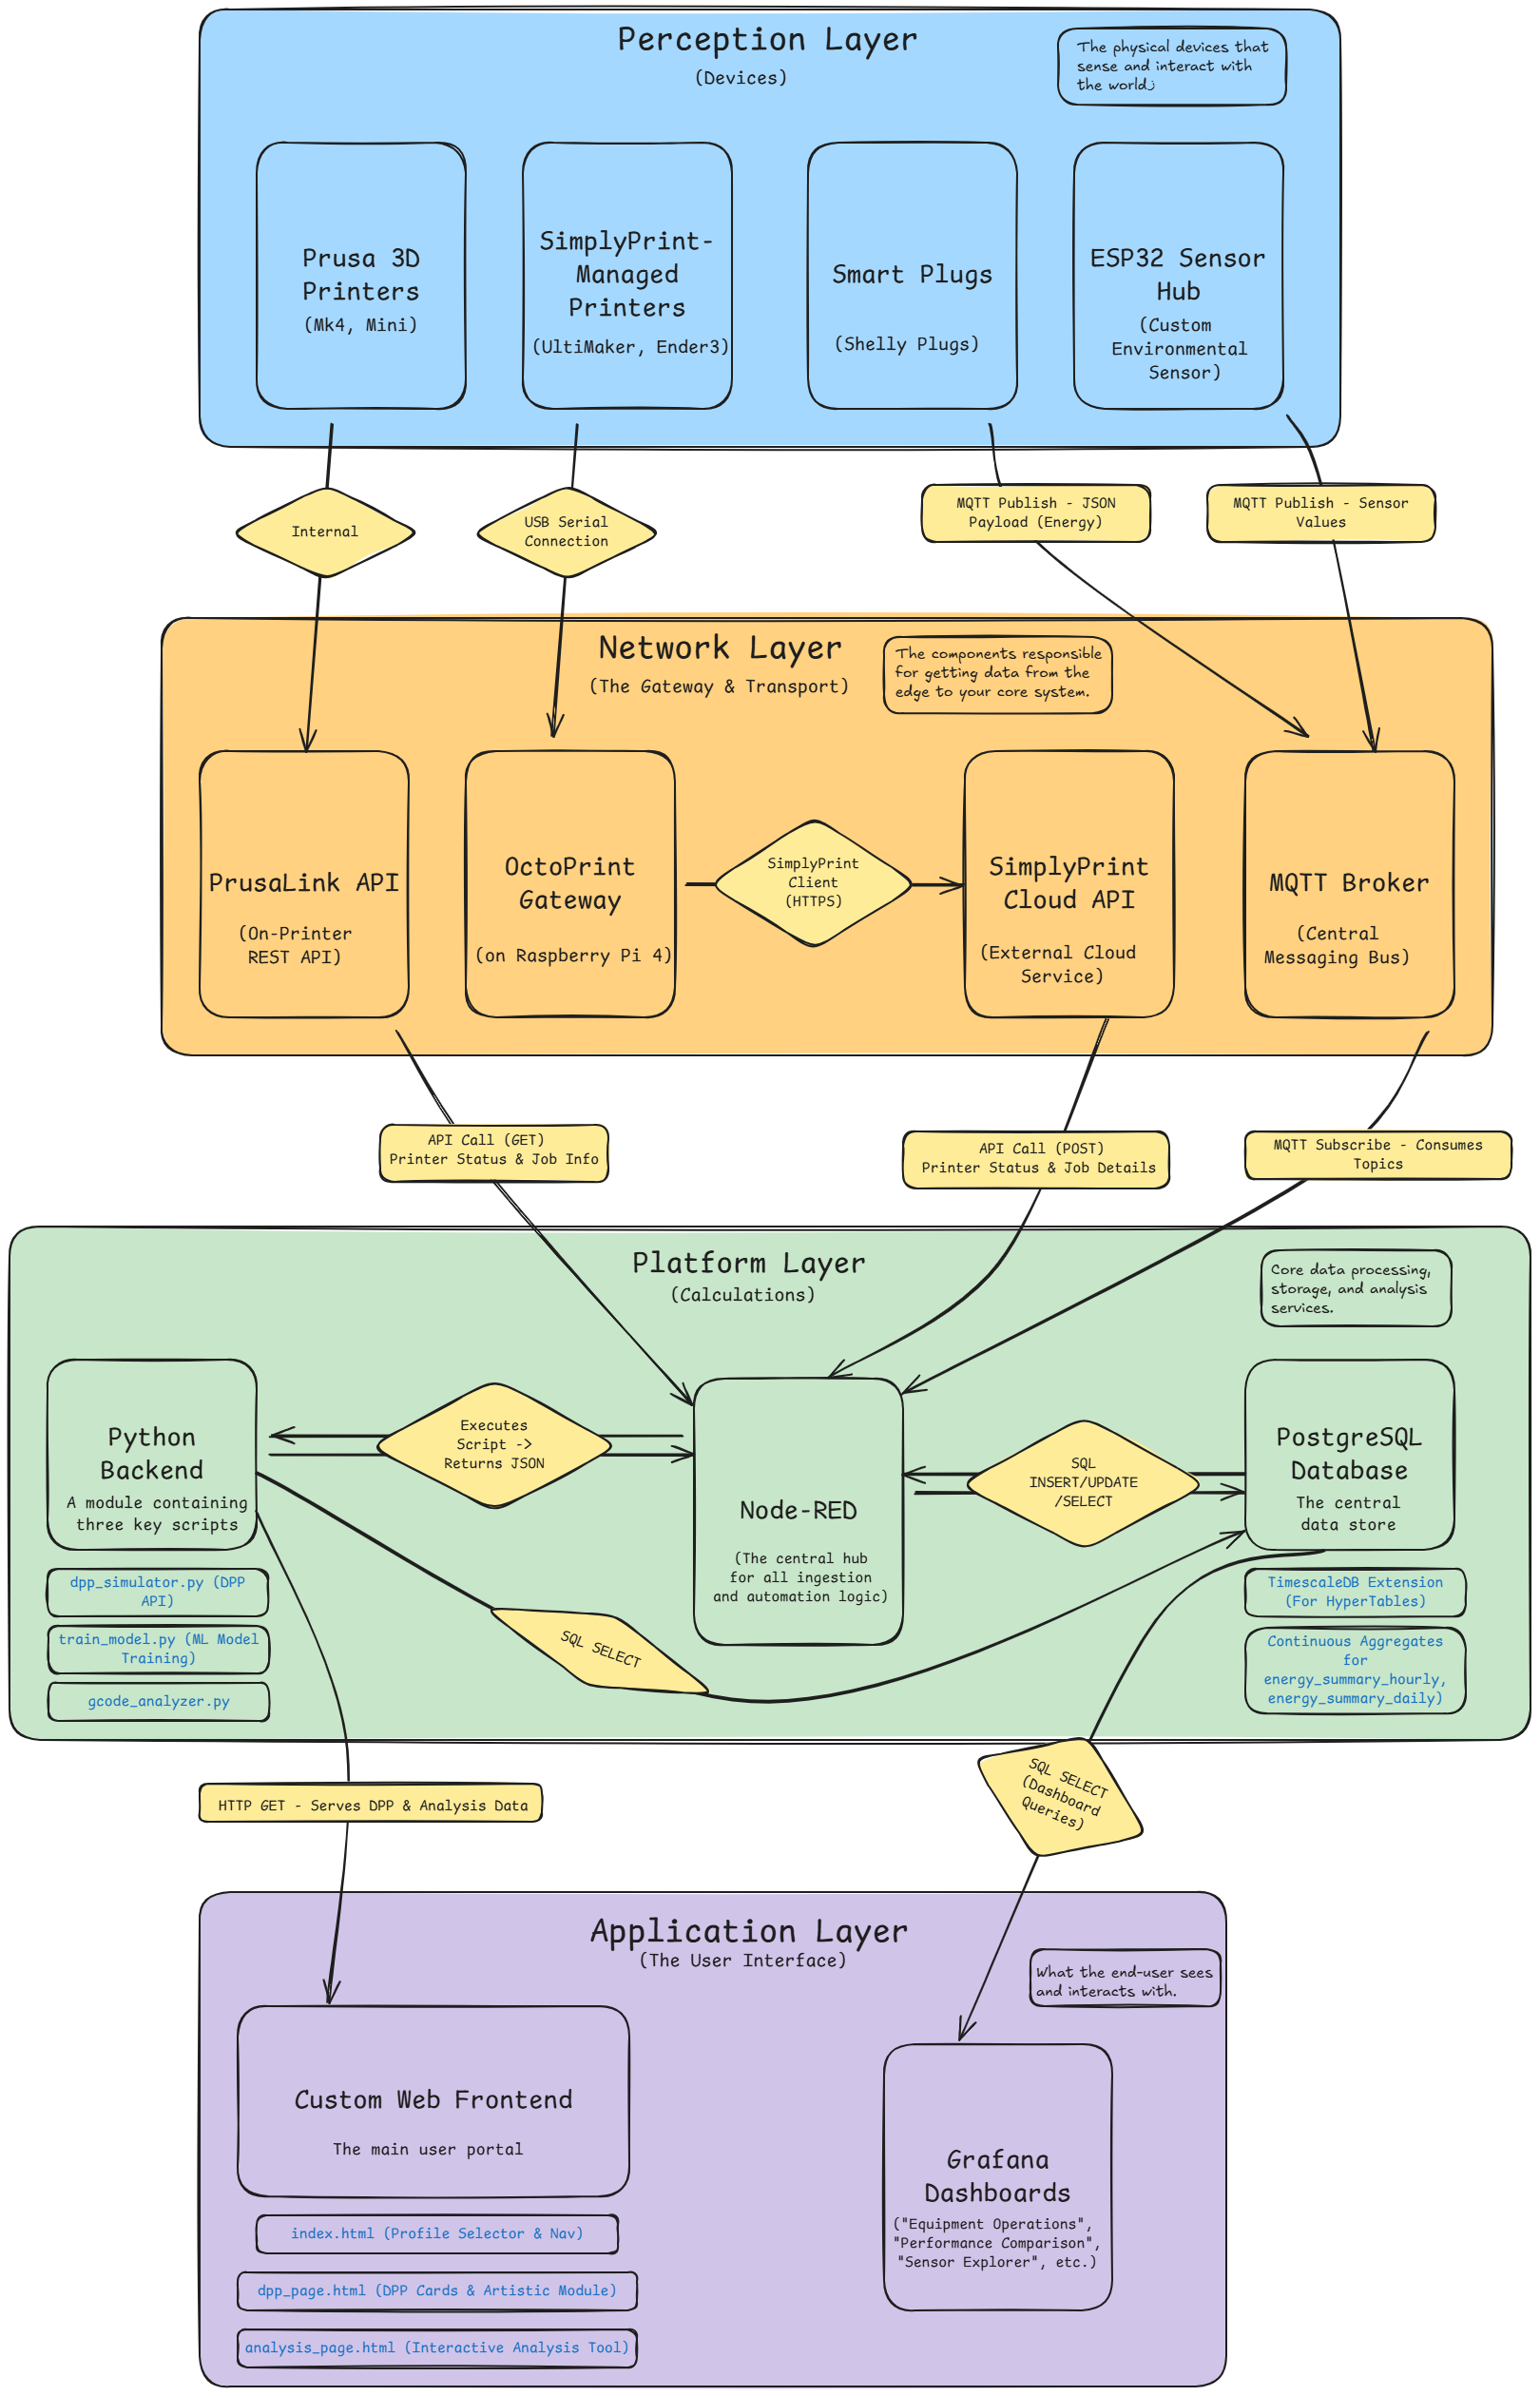 Perception Layer
(Devices)
The physical devices that
sense and interact with
the world.
Prusa 3D
Printers
(Mk4, Mini)
SimplyPrint-
Managed
Printers
(UltiMaker, Ender3)
Smart Plugs
(Shelly Plugs)
ESP32 Sensor
Hub
(Custom
Environmental
Sensor)
Internal
USB Serial
Connection
MQTT Publish - JSON
Payload (Energy)
MQTT Publish - Sensor
Values
Network Layer
(The Gateway & Transport)
The components responsible
for getting data from the
edge to your core system.
PrusaLink API
(On-Printer
REST API)
OctoPrint
Gateway
(on Raspberry Pi 4)
SimplyPrint
Client
(HTTPS)
SimplyPrint
Cloud API
(External Cloud
Service)
MQTT Broker
(Central
Messaging Bus)
API Call (GET)
Printer Status & Job Info
API Call (POST)
Printer Status & Job Details
MQTT Subscribe - Consumes
Topics
Platform Layer
(Calculations)
Core data processing,
storage, and analysis
services.
Python
Backend
A module containing
three key scripts
dpp_simulator.py (DPP
API)
train_model.py (ML Model
Training)
gcode_analyzer.py
Executes
Script ->
Returns JSON
Node-RED
(The central hub
for all ingestion
and automation logic)
SQL
INSERT/UPDATE
/SELECT
PostgreSQL
Database
The central
data store
TimescaleDB Extension
(For HyperTables)
Continuous Aggregates
for
energy_summary_hourly,
energy_summary_daily)
SQL SELECT
HTTP GET - Serves DPP & Analysis Data
SQL SELECT
(Dashboard
Queries)
Application Layer
(The User Interface)
What the end-user sees
and interacts with.
Custom Web Frontend
The main user portal
index.html (Profile Selector & Nav)
dpp_page.html (DPP Cards & Artistic Module)
analysis_page.html (Interactive Analysis Tool)
Grafana
Dashboards
("Equipment Operations",
"Performance Comparison",
"Sensor Explorer", etc.)